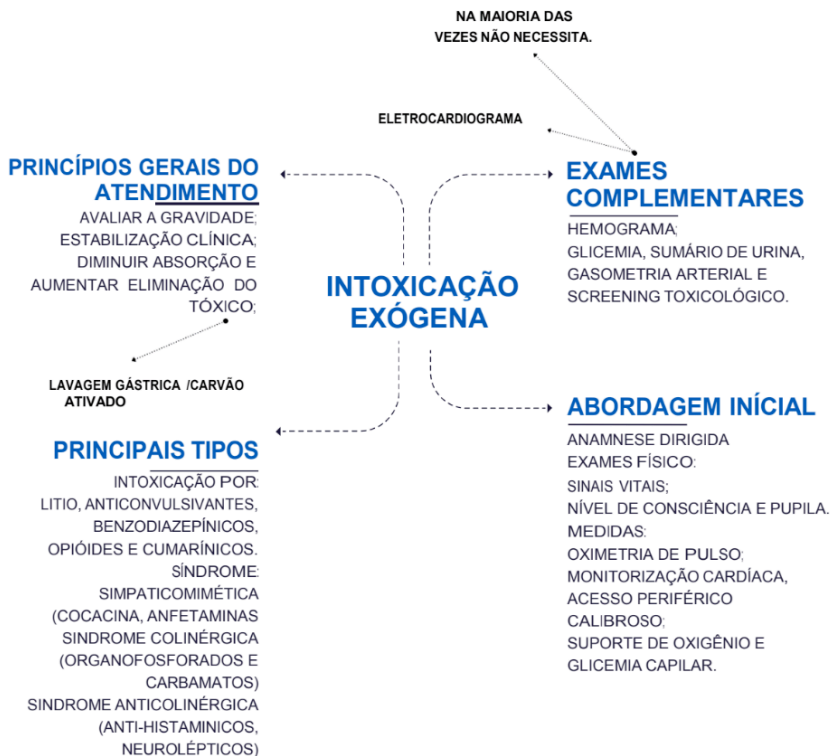 NA MAIORIA DAS
VEZES NÃO NECESSITA.
ELETROCARDIOGRAMA
PRINCÍPIOS GERAIS DO
ATENDIMENTO
AVALIAR A GRAVIDADE;
ESTABILIZAÇÃO CLÍNICA;
DIMINUIR ABSORÇÃO E
AUMENTAR ELIMINAÇÃO DO
TÓXICO;
LAVAGEM GÁSTRICA /CARVÃO
ATIVADO
EXAMES
COMPLEMENTARES
HEMOGRAMA;
GLICEMIA, SUMÁRIO DE URINA,
GASOMETRIA ARTERIAL E
SCREENING TOXICOLÓGICO.
INTOXICAÇÃO
EXÓGENA
PRINCIPAIS TIPOS
INTOXICAÇÃO POR:
LITIO, ANTICONVULSIVANTES,
BENZODIAZEPÍNICOS,
OPIÓIDES E CUMARÍNICOS.
SÍNDROME:
SIMPATICOMIMÉTICA
(COCACINA, ANFETAMINAS
SINDROME COLINÉRGICA
(ORGANOFOSFORADOS E
CARBAMATOS)
SINDROME ANTICOLINÉRGICA
(ANTI-HISTAMINICOS,
NEUROLÉPTICOS)
ABORDAGEM INÍCIAL
ANAMNESE DIRIGIDA
EXAMES FÍSICO:
SINAIS VITAIS;
NÍVEL DE CONSCIÊNCIA E PUPILA.
MEDIDAS:
OXIMETRIA DE PULSO;
MONITORIZAÇÃO CARDÍACA,
ACESSO PERIFÉRICO
CALIBROSO;
SUPORTE DE OXIGÊNIO E
GLICEMIA CAPILAR.